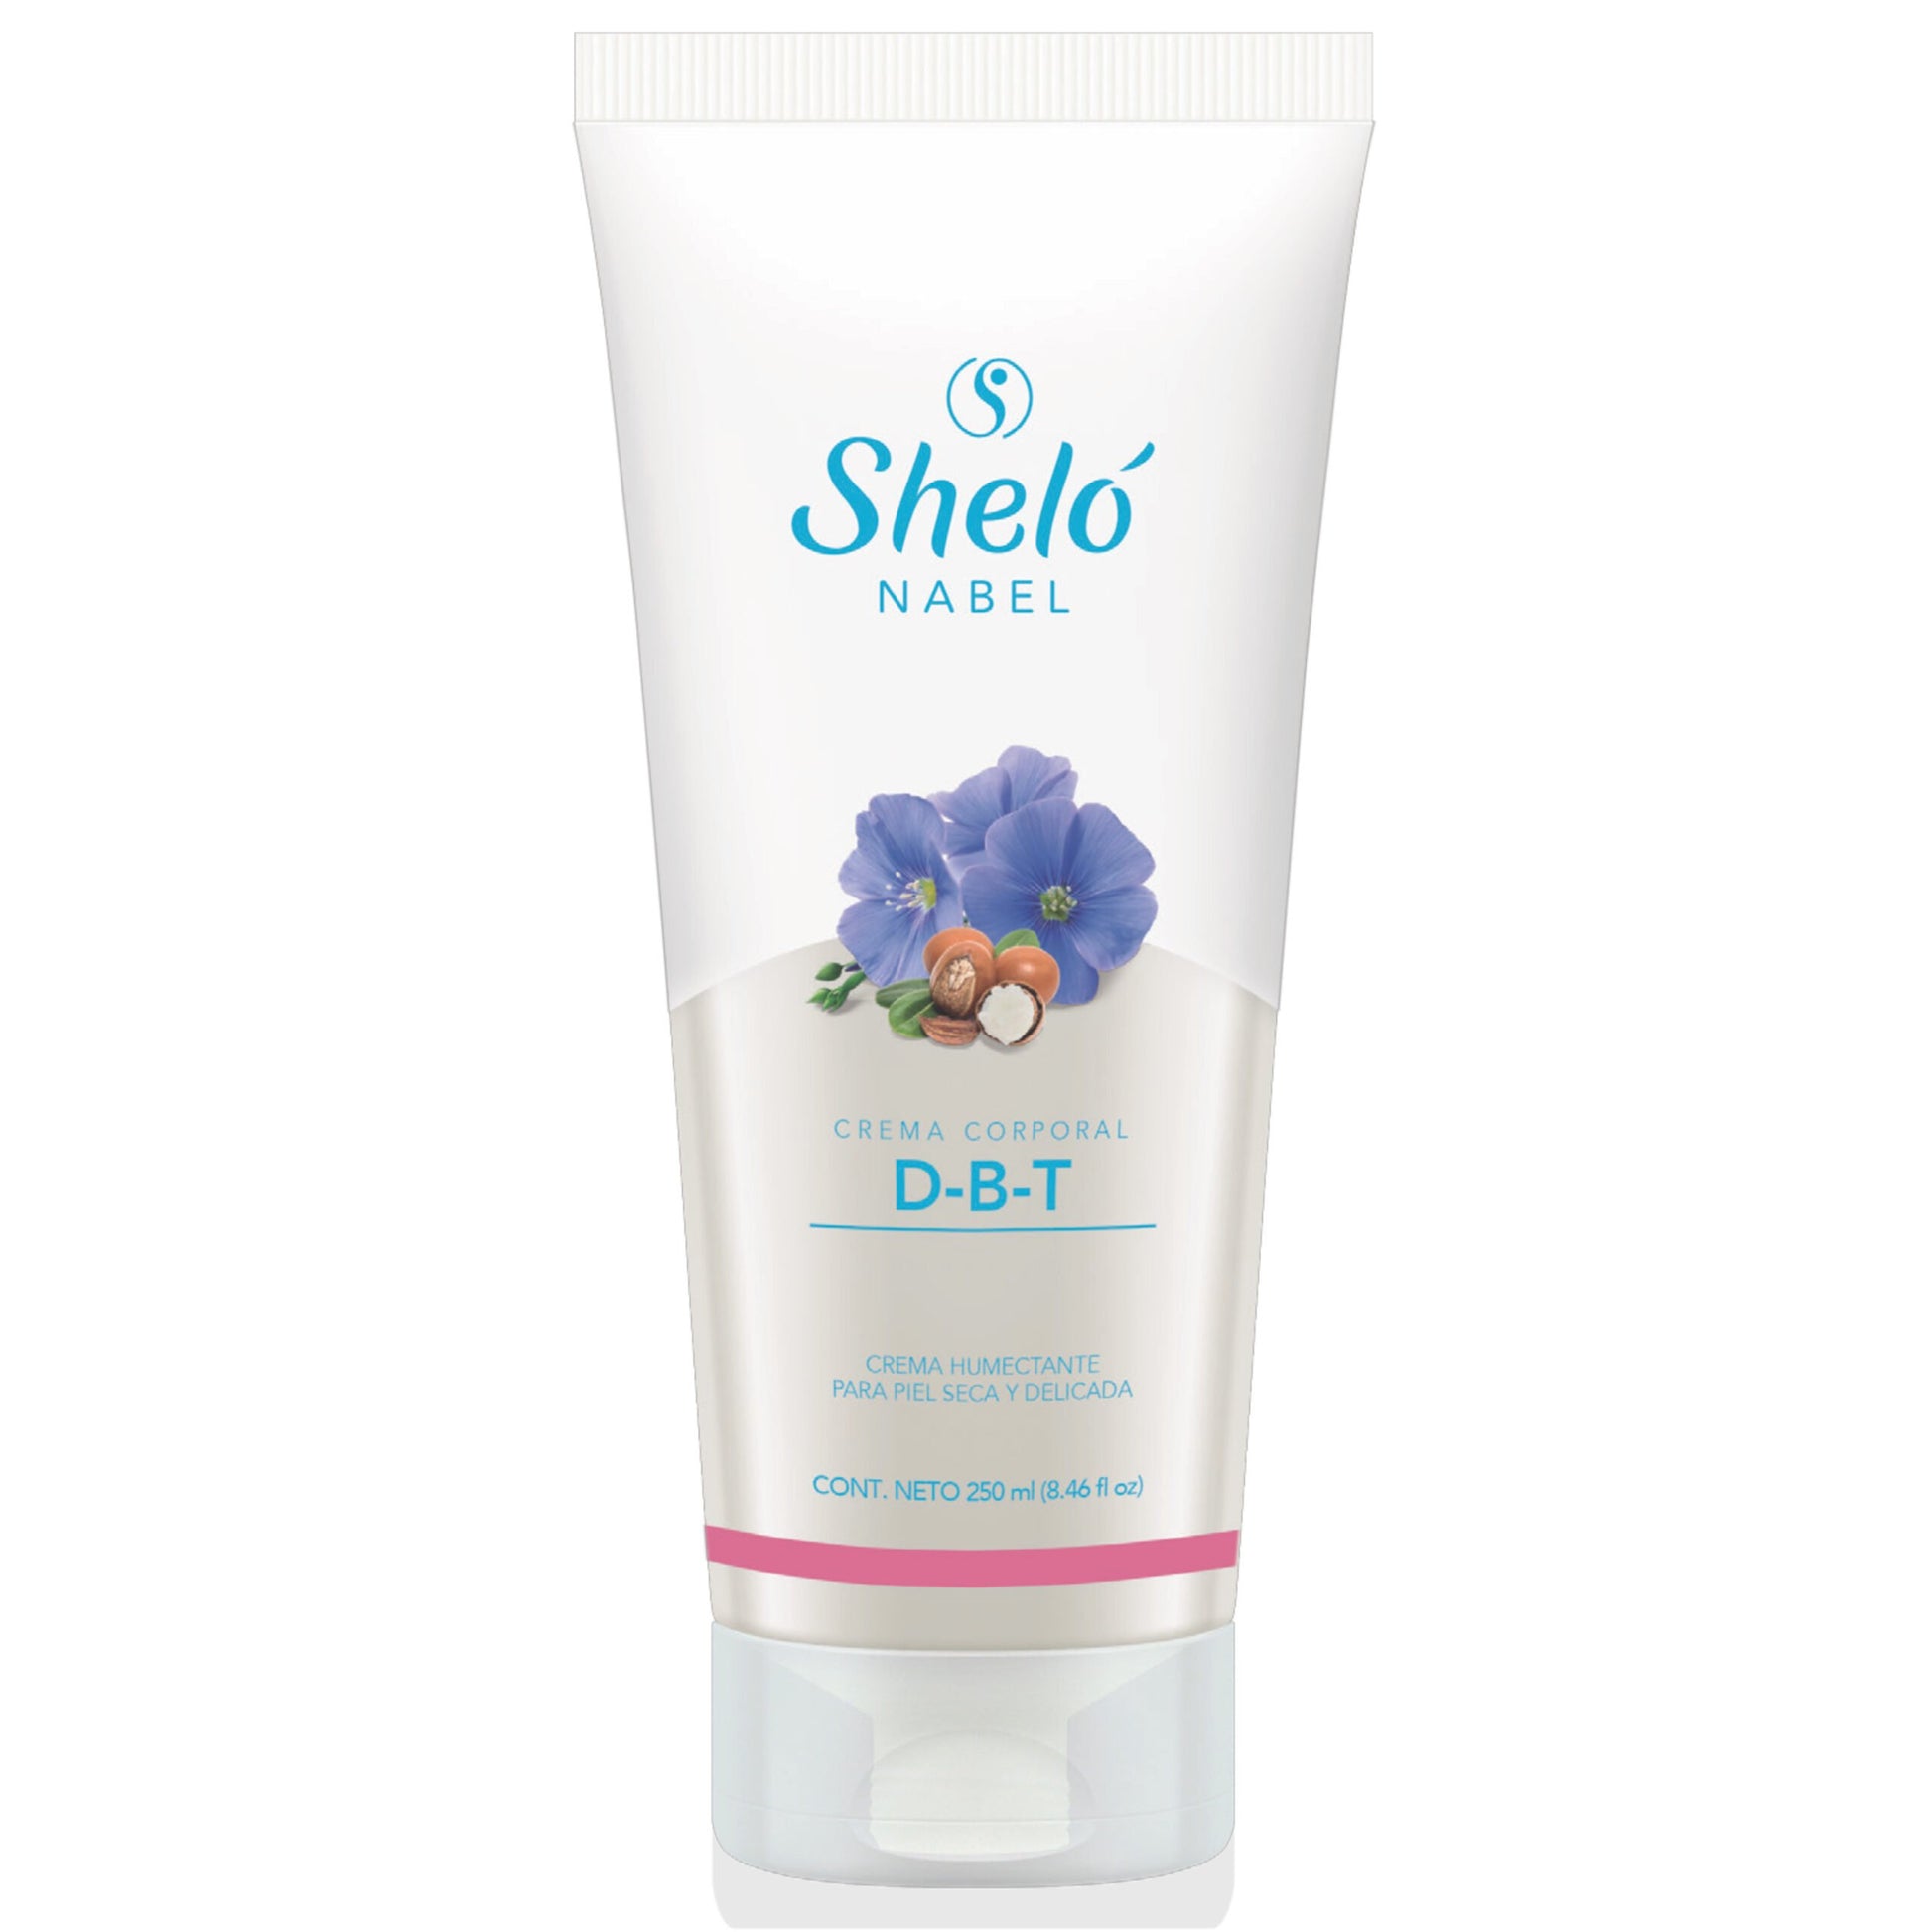 Sheló
NABEL
CREMA CORPORAL
D-B-T
CREMA HUMECTANTE
PARA PIEL SECA Y DELICADA
CONT. NETO 250 ml (8.46 fl oz)